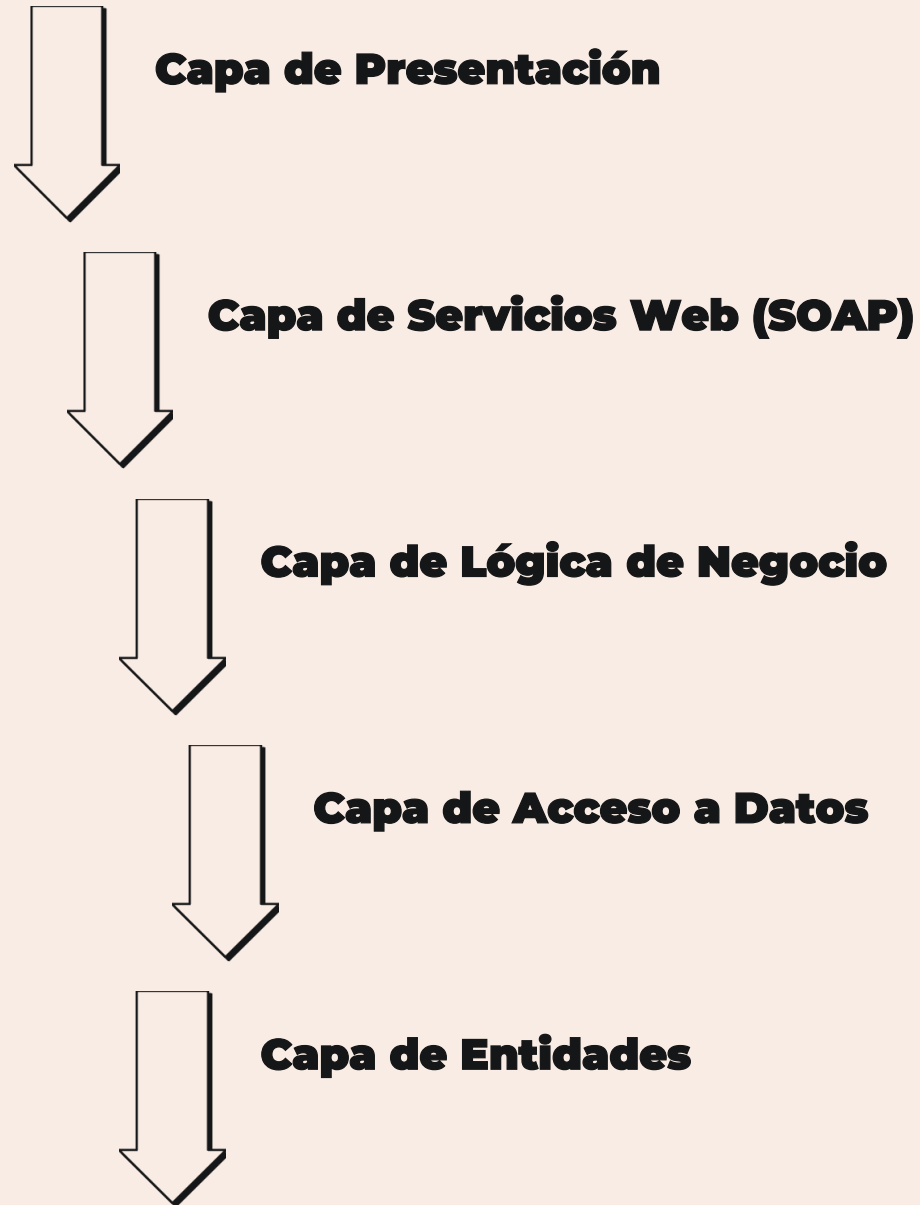 Capa de Presentación
Capa de Servicios Web (SOAP)
Capa de Lógica de Negocio
Capa de Acceso a Datos
Capa de Entidades